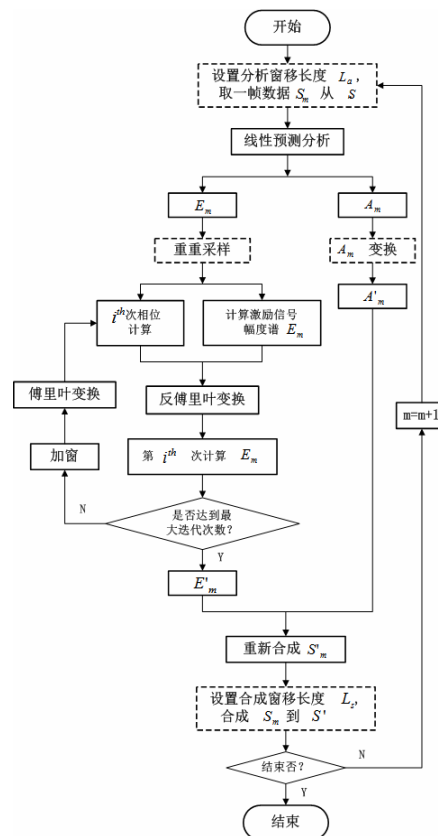 开始
设置分析窗移长度 L_a,
取一帧数据 S_m 从 S
线性预测分析
E_m
A_m
重重采样
A_m 变换
A'_m
i^th次相位
计算
计算激励信号
幅度谱 E_m
傅里叶变换
反傅里叶变换
m=m+1
加窗
第 i^th 次计算 E_m
N
是否达到最
大迭代次数?
Y
E'_m
重新合成 S'_m
设置合成窗移长度 L_s,
合成 S_m 到 S'
结束否?
N
Y
结束